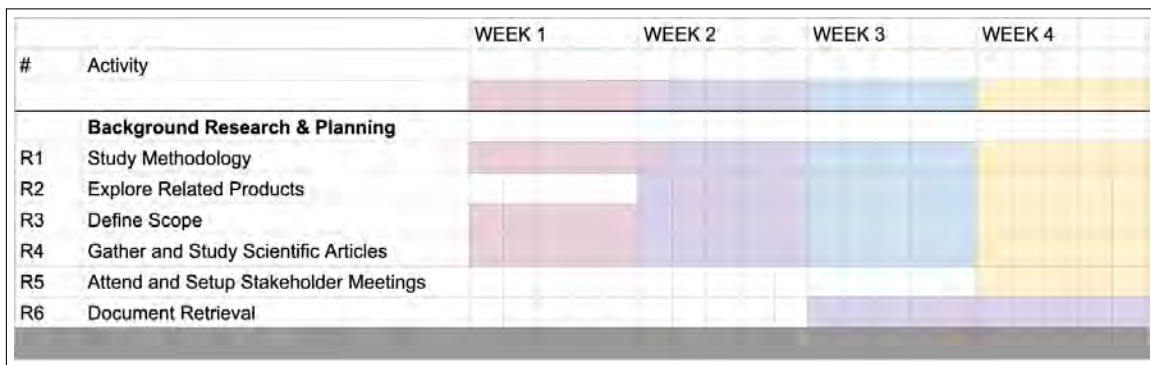 WEEK 1 WEEK 2 WEEK 3 WEEK 4
# Activity
Background Research & Planning
R1 Study Methodology
R2 Explore Related Products
R3 Define Scope
R4 Gather and Study Scientific Articles
R5 Attend and Setup Stakeholder Meetings
R6 Document Retrieval